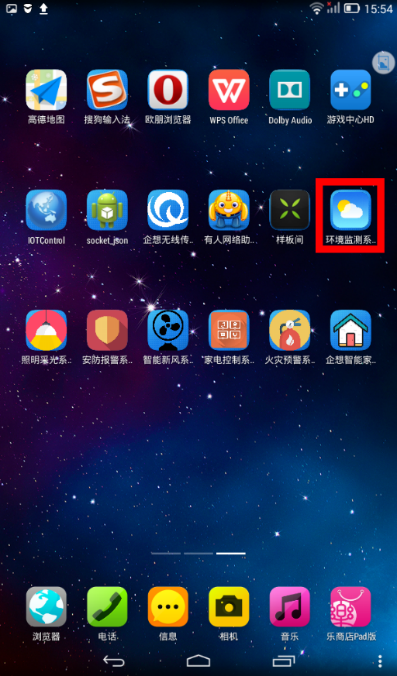 15:54
高德地图
搜狗输入法
欧朋浏览器
WPS Office
Dolby Audio
游戏中心HD
IOTControl
socket_json
企想无线传..
有人网络助..
样板间
环境监测系..
照明采光系..
安防报警系..
智能新风系..
家电控制系..
火灾预警系..
企想智能家..
浏览器
电话
信息
相机
音乐
乐商店Pad版